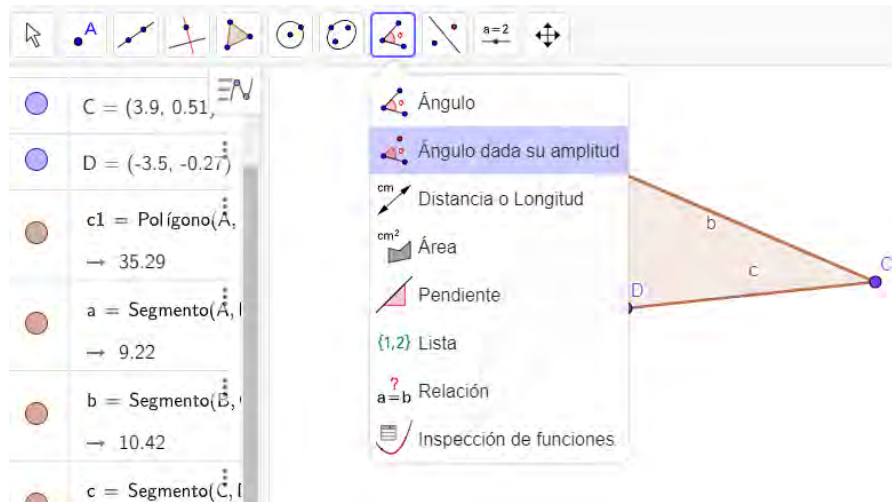 A
a=2
C = (3.9, 0.51)
D = (-3.5, -0.27)
c1 = Polígono(A,
→ 35.29
a = Segmento(A,
→ 9.22
b = Segmento(B,
→ 10.42
c = Segmento(C,
Ángulo
Ángulo dada su amplitud
cm Distancia o Longitud
cm² Área
Pendiente
{1,2} Lista
? a=b Relación
Inspección de funciones
b
c
C
D